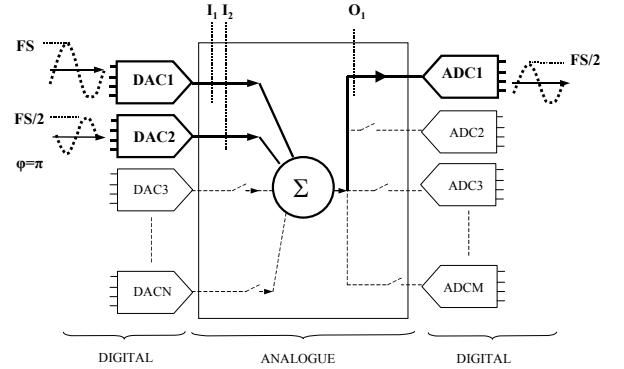 I1 I2 O1
FS DAC1 ADC1 FS/2
FS/2 DAC2 ADC2
φ=π
DAC3 Σ ADC3
DACN ADCM
DIGITAL ANALOGUE DIGITAL